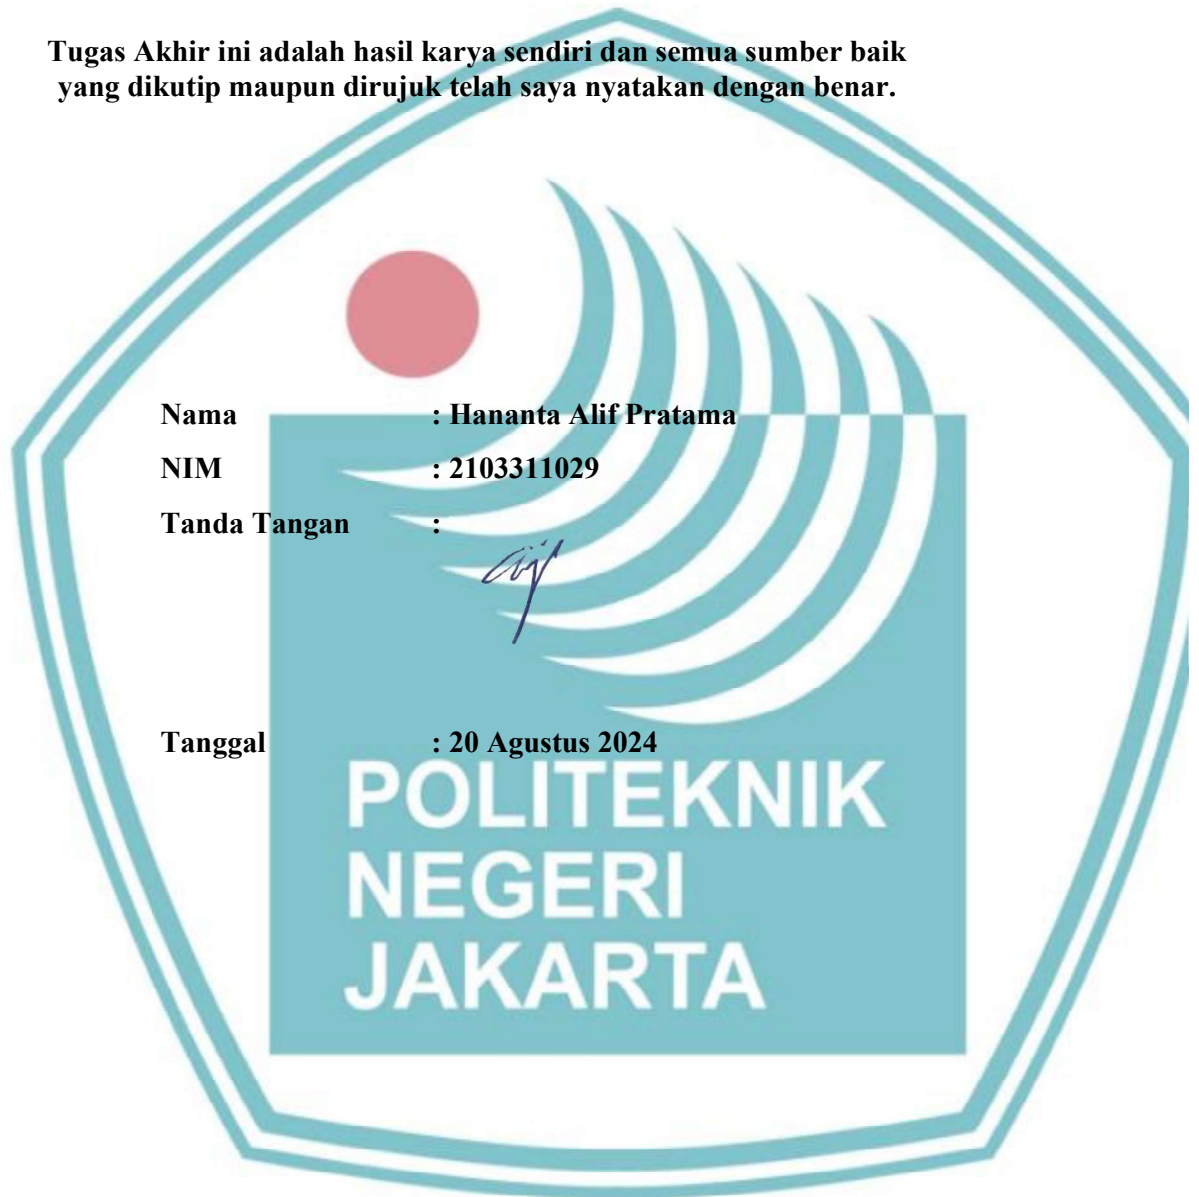 Tugas Akhir ini adalah hasil karya sendiri dan semua sumber baik
yang dikutip maupun dirujuk telah saya nyatakan dengan benar.
Nama : Hananta Alif Pratama
NIM : 2103311029
Tanda Tangan :
Tanggal : 20 Agustus 2024
POLITEKNIK
NEGERI
JAKARTA